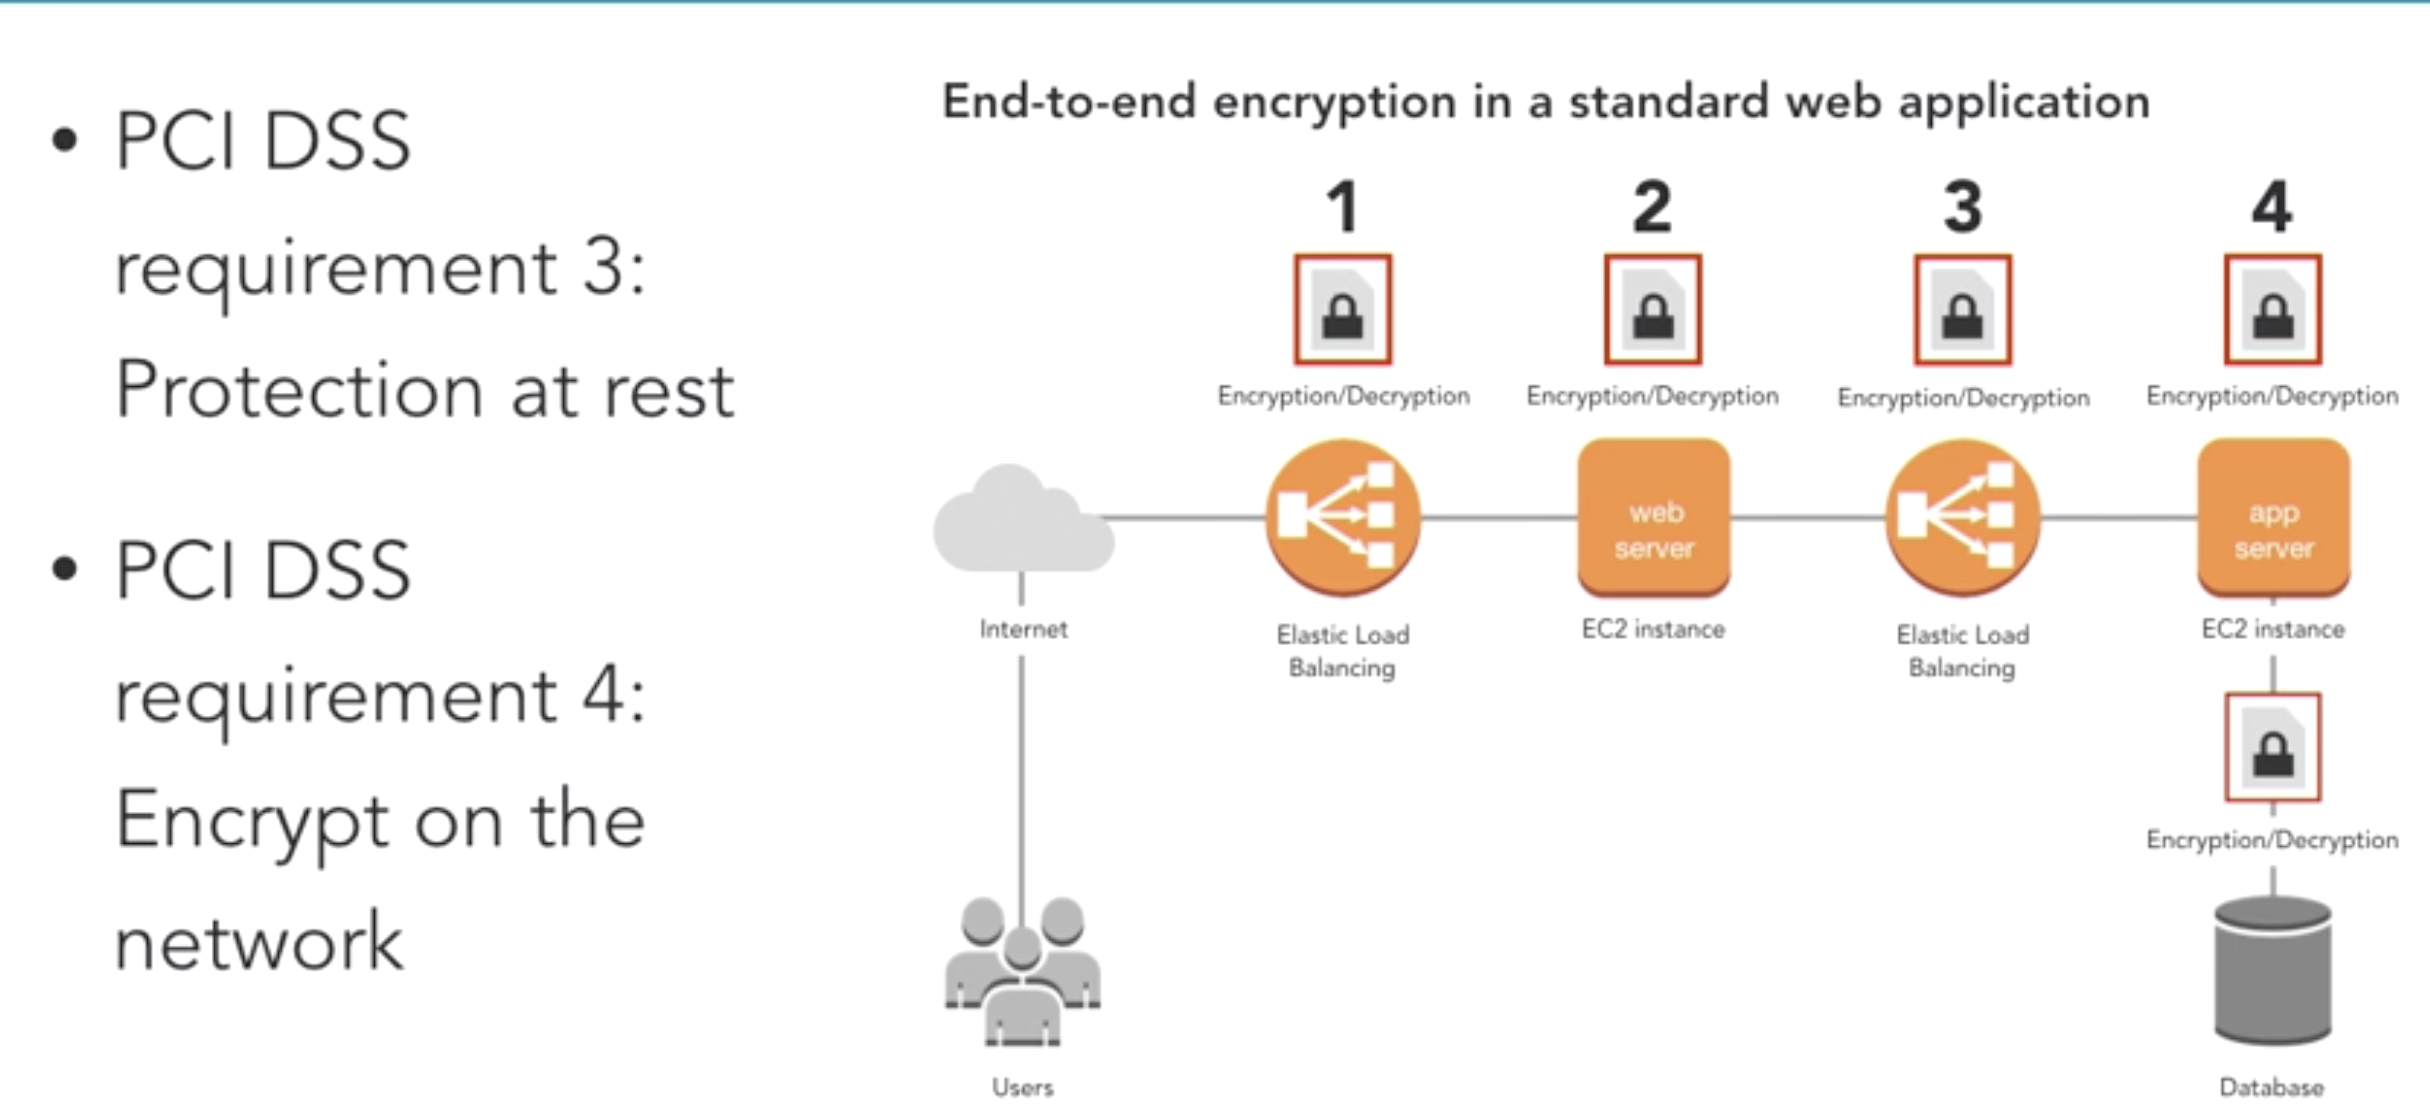 • PCI DSS
requirement 3:
Protection at rest
• PCI DSS
requirement 4:
Encrypt on the
network
End-to-end encryption in a standard web application
1 2 3 4
Encryption/Decryption Encryption/Decryption Encryption/Decryption Encryption/Decryption
web
server
app
server
Internet
Elastic Load
Balancing
EC2 instance
Elastic Load
Balancing
EC2 instance
Encryption/Decryption
Users
Database